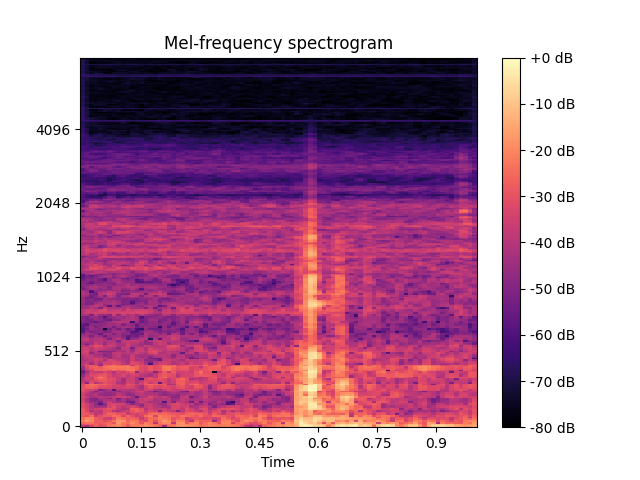 Mel-frequency spectrogram
Hz
4096
2048
1024
512
0
0
0.15
0.3
0.45
0.6
0.75
0.9
Time
+0 dB
-10 dB
-20 dB
-30 dB
-40 dB
-50 dB
-60 dB
-70 dB
-80 dB